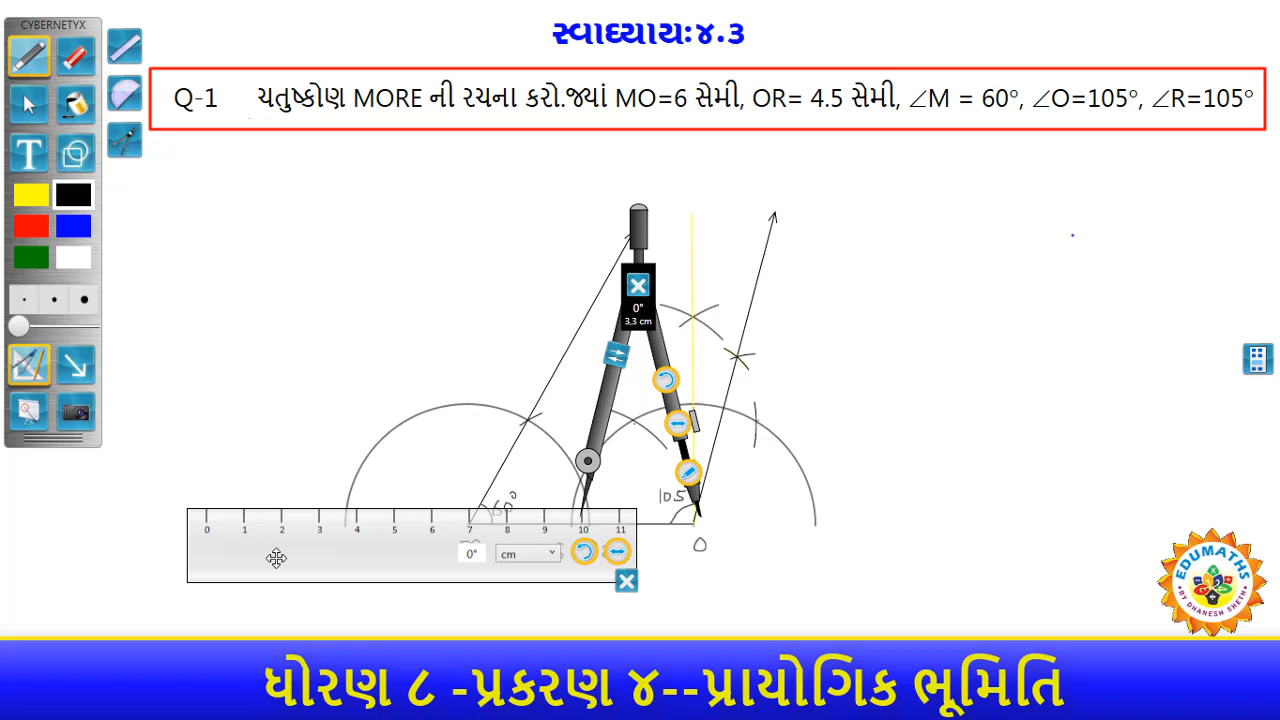 CYBERNETYX
સ્વાધ્યાયઃ૪.૩
Q-1 ચતુષ્કોણ MORE ની રચના કરો.જ્યાં MO=6 સેમી, OR= 4.5 સેમી, ∠M = 60°, ∠O=105°, ∠R=105°
T
0°
3,3 cm
60°
105
0 1 2 3 4 5 6 7 8 9 10 11
0° cm
O
EDUMATHS
BY DHANESH SHETH
ધોરણ ૮ -પ્રકરણ ૪--પ્રાયોગિક ભૂમિતિ